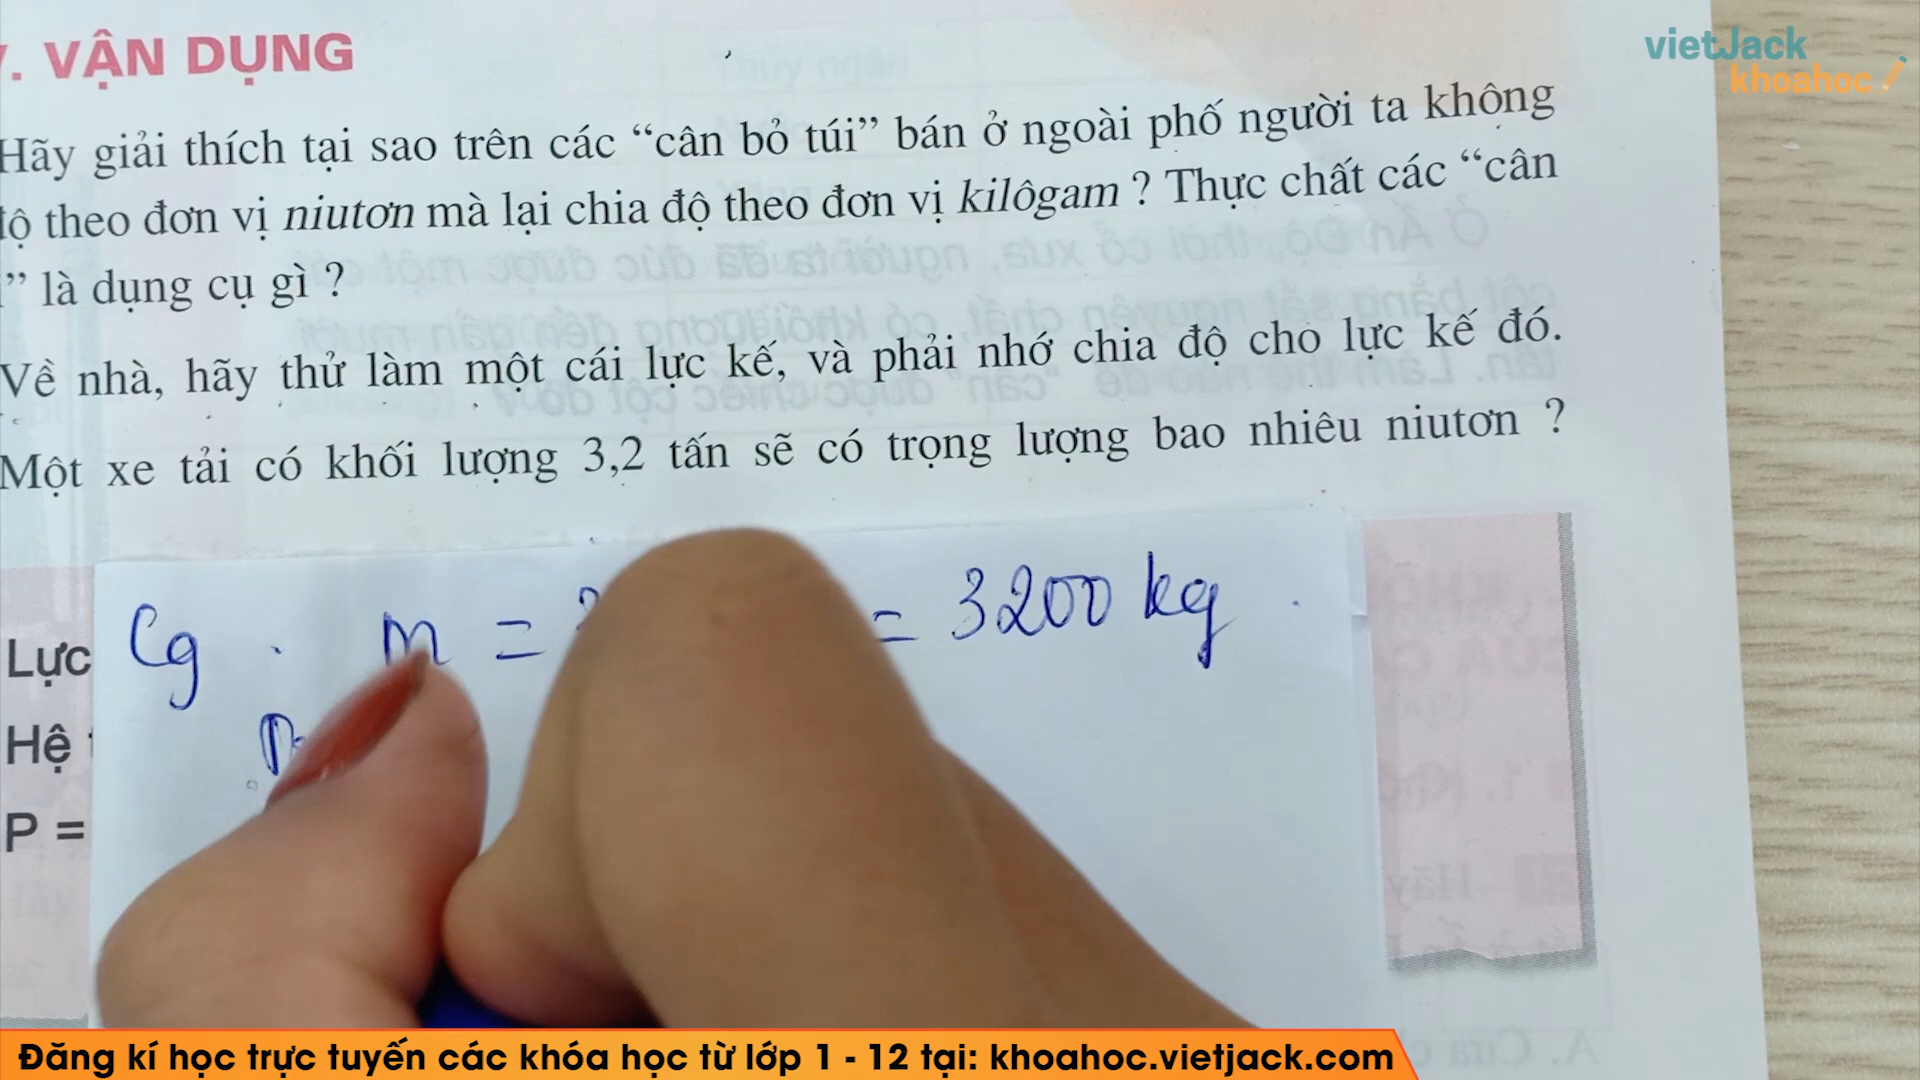 vietJack
khoahoc
. VẬN DỤNG
Hãy giải thích tại sao trên các “cân bỏ túi” bán ở ngoài phố người ta không
độ theo đơn vị niutơn mà lại chia độ theo đơn vị kilôgam ? Thực chất các “cân
” là dụng cụ gì ?
Về nhà, hãy thử làm một cái lực kế, và phải nhớ chia độ cho lực kế đó.
Một xe tải có khối lượng 3,2 tấn sẽ có trọng lượng bao nhiêu niutơn ?
m = = 3200 kg
Lực
Hệ
P =
Đăng kí học trực tuyến các khóa học từ lớp 1 - 12 tại: khoahoc.vietjack.com